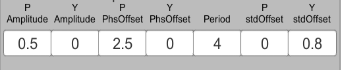 P Y P Y P Y
Amplitude Amplitude PhsOffset PhsOffset Period stdOffset stdOffset
0.5 0 2.5 0 4 0 0.8